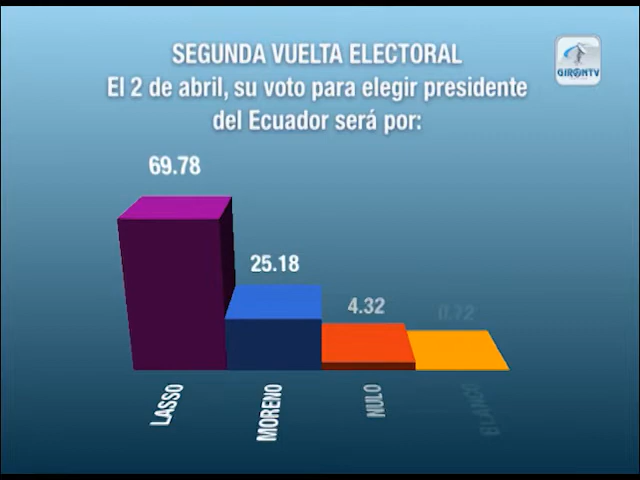 SEGUNDA VUELTA ELECTORAL
El 2 de abril, su voto para elegir presidente
del Ecuador será por:
GIRONTV
69.78
25.18
4.32
0.72
LASSO
MORENO
NULO
BLANCO